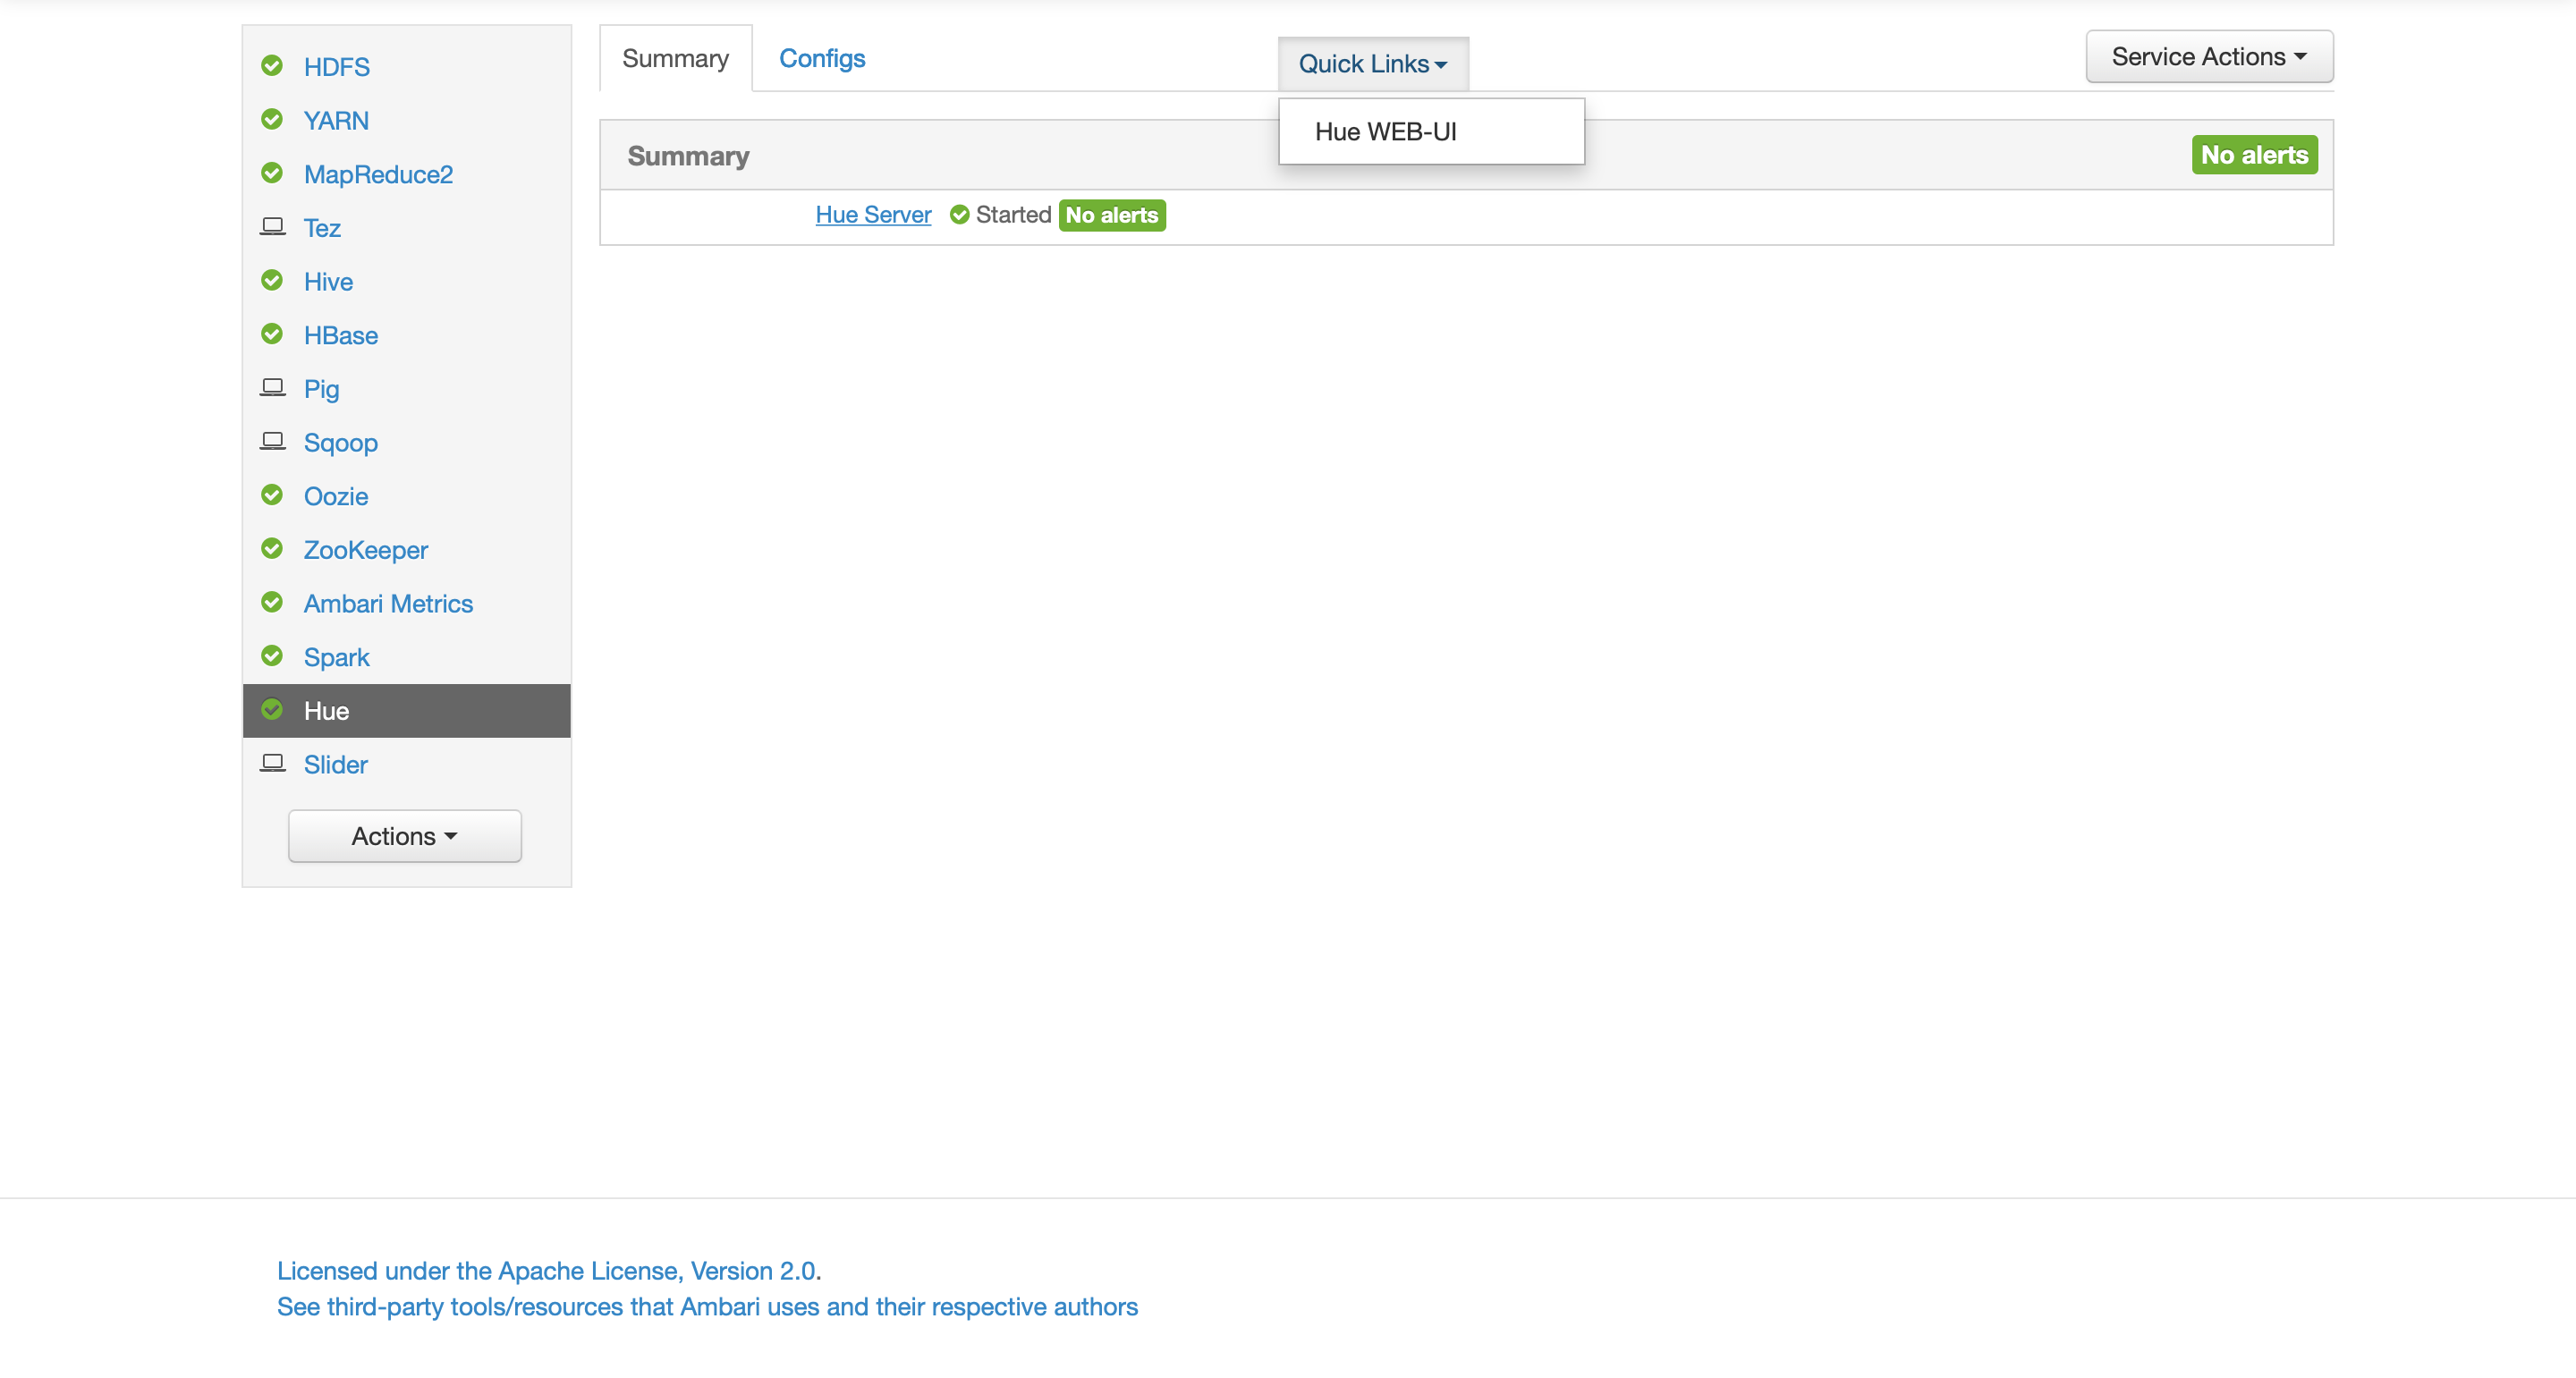 HDFS
YARN
MapReduce2
Tez
Hive
HBase
Pig
Sqoop
Oozie
ZooKeeper
Ambari Metrics
Spark
Hue
Slider
Actions
Summary Configs Quick Links Service Actions
Hue WEB-UI
Summary No alerts
Hue Server Started No alerts
Licensed under the Apache License, Version 2.0.
See third-party tools/resources that Ambari uses and their respective authors